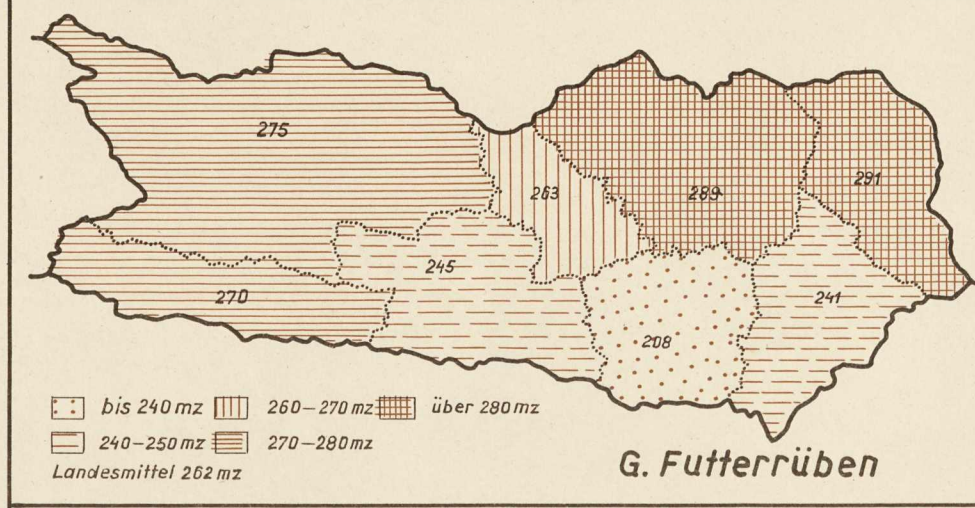 275
263
289
291
245
270
241
208
bis 240 mz 260–270 mz über 280 mz
240–250 mz 270–280 mz
Landesmittel 262 mz
G. Futterrüben